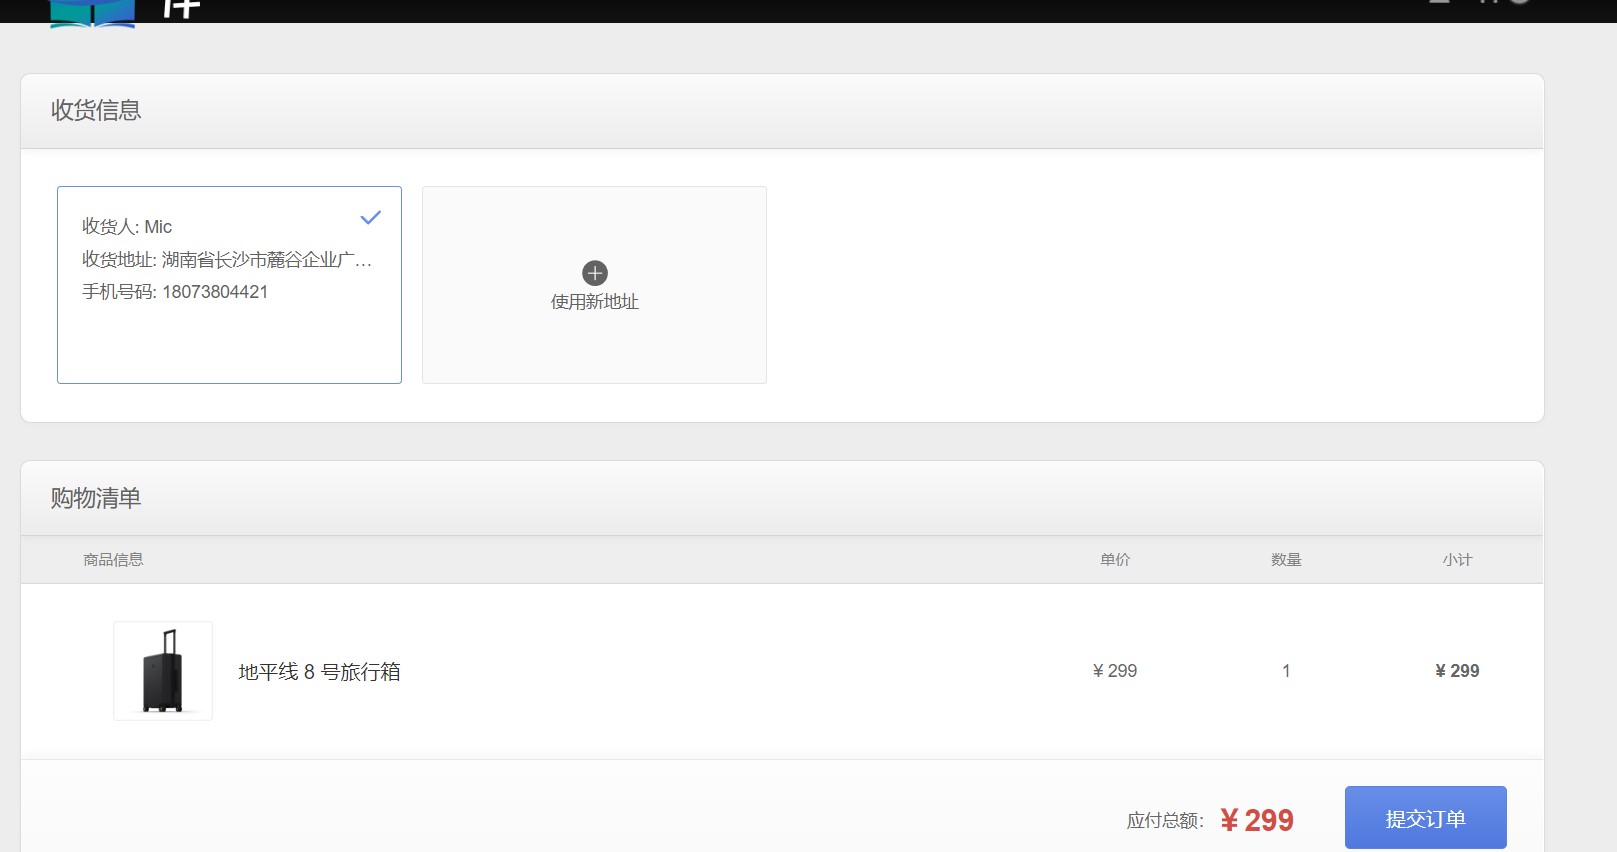 收货信息
收货人: Mic
收货地址: 湖南省长沙市麓谷企业广...
手机号码: 18073804421
使用新地址
购物清单
商品信息 单价 数量 小计
地平线 8 号旅行箱 ¥ 299 1 ¥ 299
应付总额: ¥ 299 提交订单